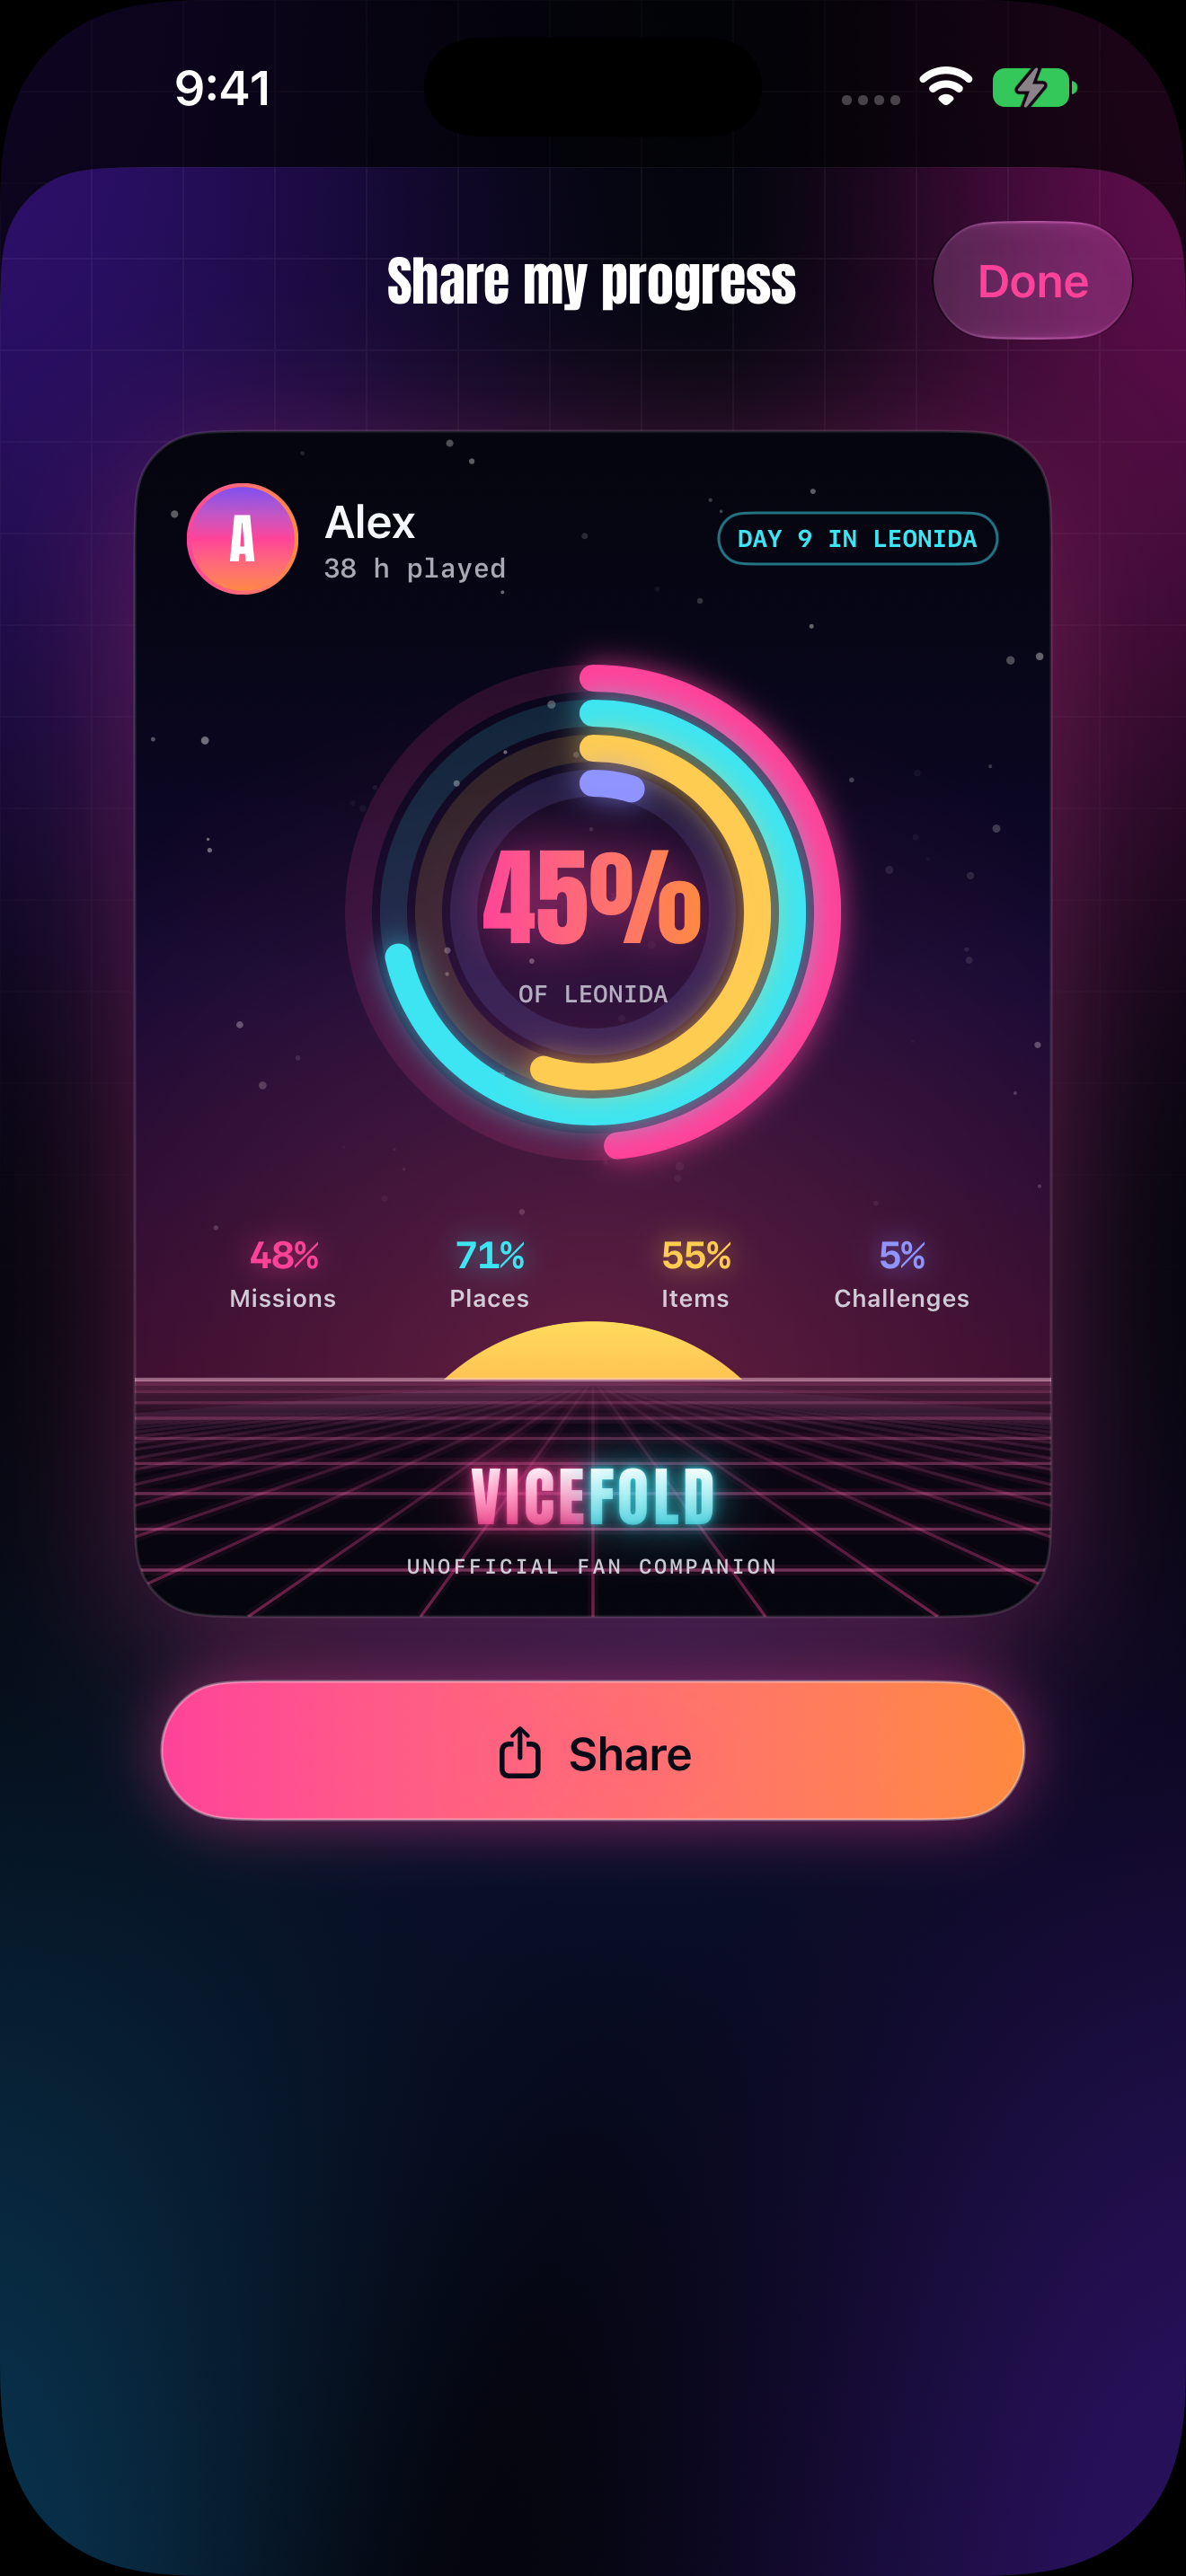 9:41
Share my progress
Done
A
Alex
38 h played
DAY 9 IN LEONIDA
45%
OF LEONIDA
48%
Missions
71%
Places
55%
Items
5%
Challenges
VICEFOLD
UNOFFICIAL FAN COMPANION
Share